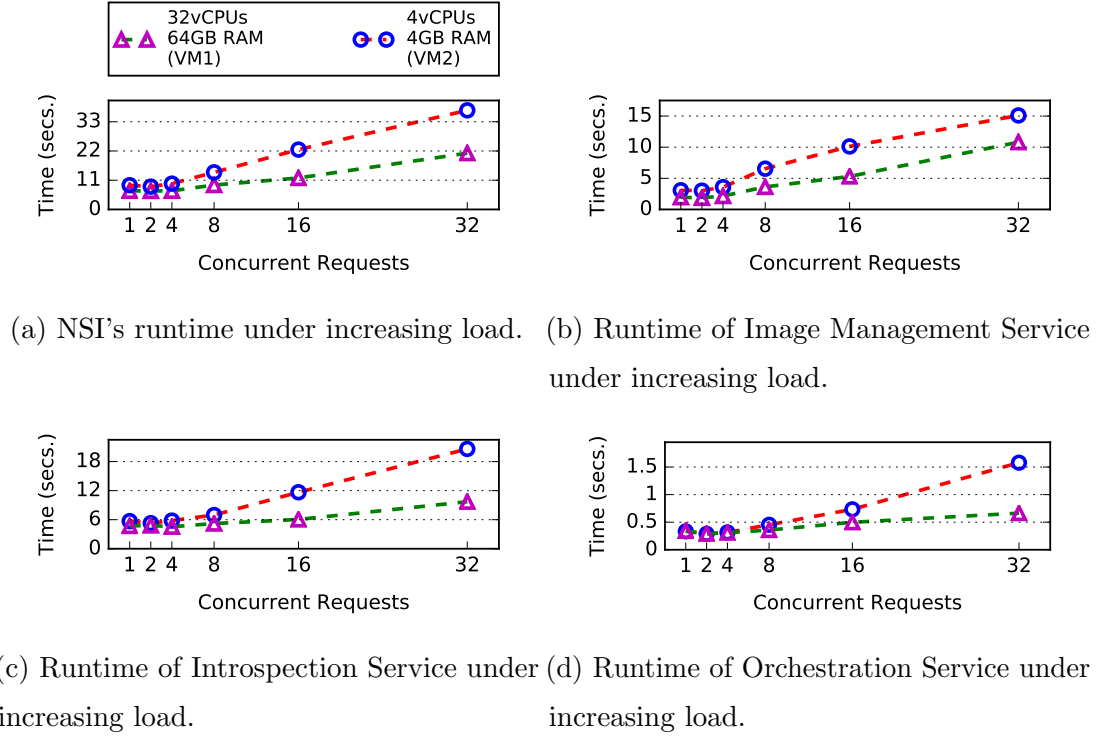 32vCPUs
64GB RAM
(VM1)
4vCPUs
4GB RAM
(VM2)
Time (secs.)
33
22
11
0
1 2 4 8 16 32
Concurrent Requests
(a) NSI's runtime under increasing load.
Time (secs.)
15
10
5
0
1 2 4 8 16 32
Concurrent Requests
(b) Runtime of Image Management Service
under increasing load.
Time (secs.)
18
12
6
0
1 2 4 8 16 32
Concurrent Requests
(c) Runtime of Introspection Service under
increasing load.
Time (secs.)
1.5
1
0.5
0
1 2 4 8 16 32
Concurrent Requests
(d) Runtime of Orchestration Service under
increasing load.